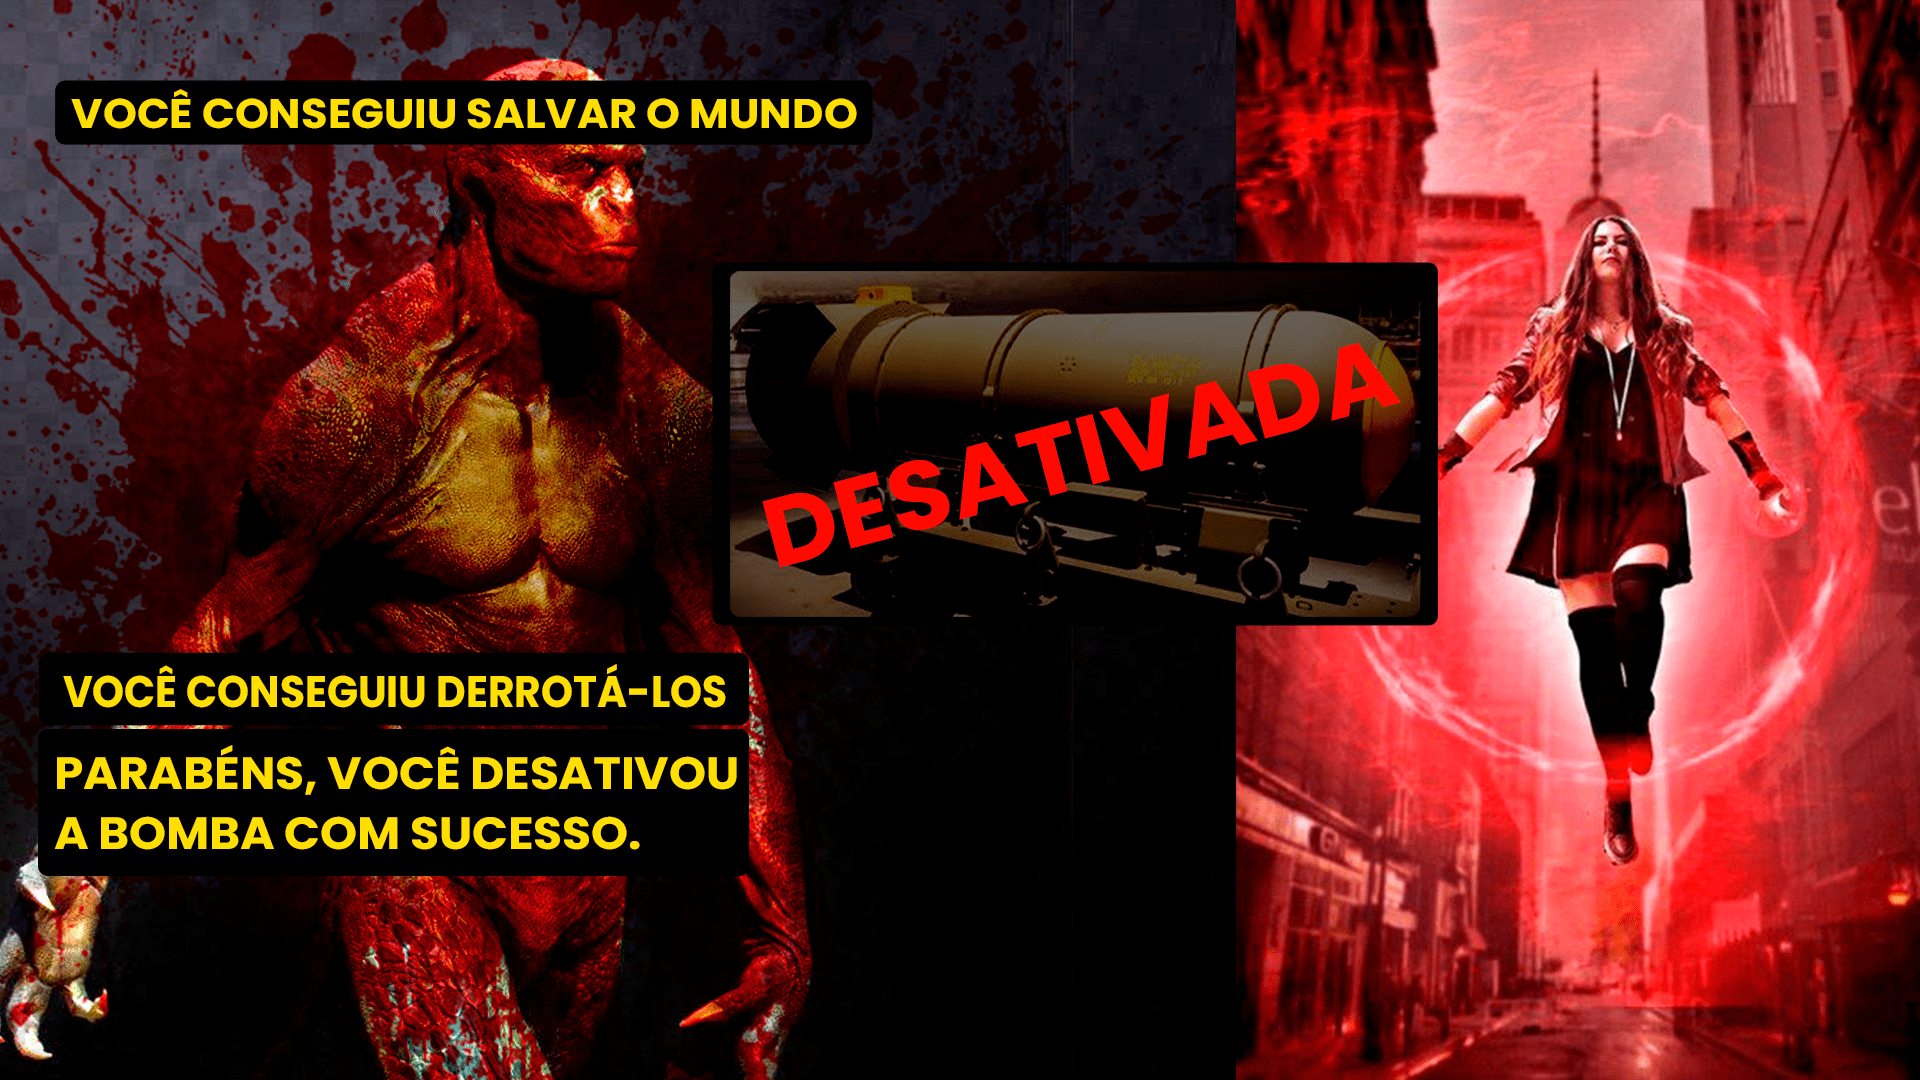 VOCÊ CONSEGUIU SALVAR O MUNDO
DESATIVADA
VOCÊ CONSEGUIU DERROTÁ-LOS
PARABÉNS, VOCÊ DESATIVOU
A BOMBA COM SUCESSO.